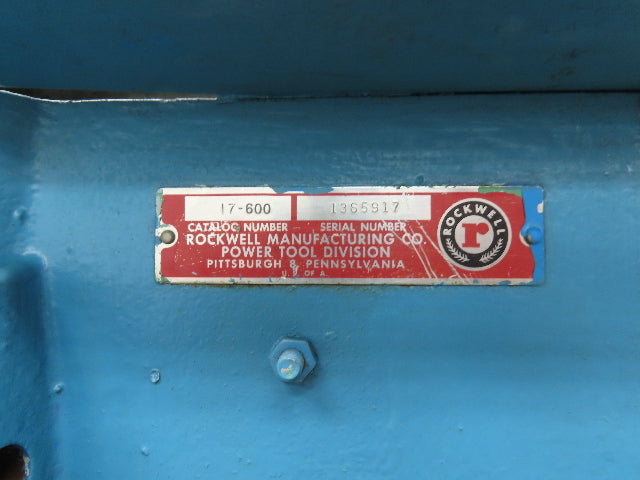 17-600 1365917
CATALOG NUMBER SERIAL NUMBER
ROCKWELL MANUFACTURING CO.
POWER TOOL DIVISION
PITTSBURGH 8, PENNSYLVANIA
U.S. OF A.
ROCKWELL
r